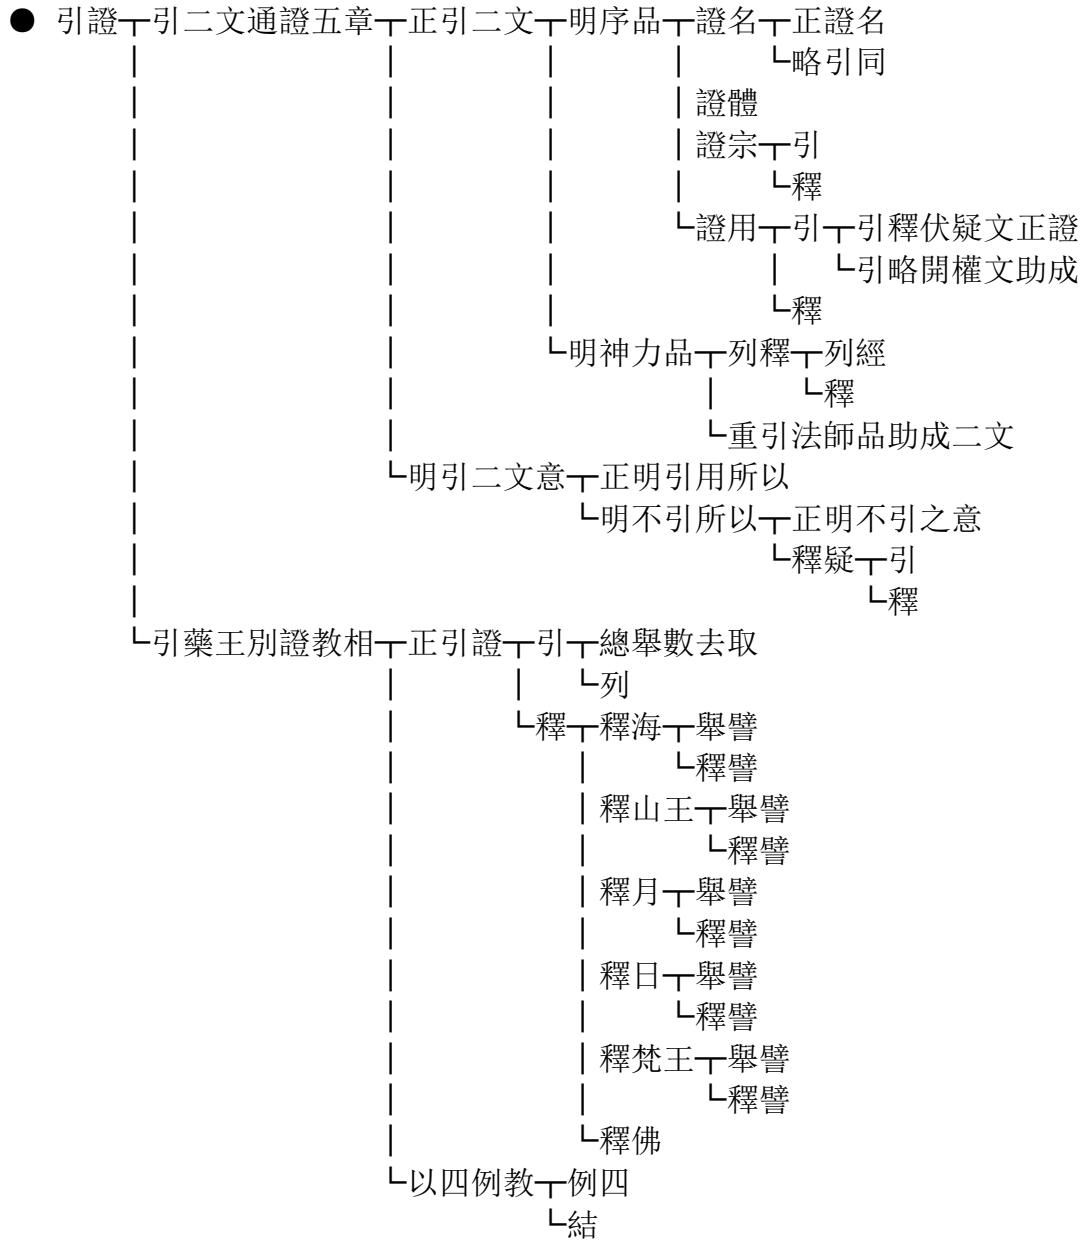 ● 引證┬引二文通證五章┬正引二文┬明序品┬證名┬正證名
└略引同
證體
證宗┬引
└釋
└證用┬引┬引釋伏疑文正證
└引略開權文助成
└釋
└明神力品┬列釋┬列經
└釋
└重引法師品助成二文
└明引二文意┬正明引用所以
└明不引所以┬正明不引之意
└釋疑┬引
└釋
└引藥王別證教相┬正引證┬引┬總舉數去取
└列
└釋┬釋海┬舉譬
└釋譬
釋山王┬舉譬
└釋譬
釋月┬舉譬
└釋譬
釋日┬舉譬
└釋譬
釋梵王┬舉譬
└釋譬
└釋佛
└以四例教┬例四
└結